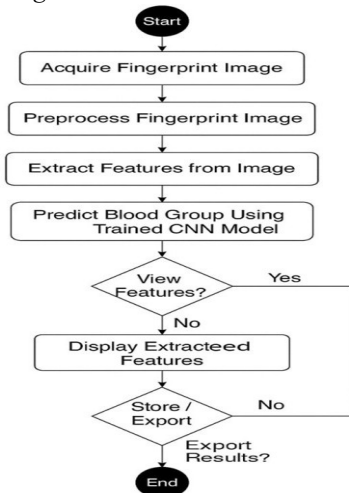 Start
Acquire Fingerprint Image
Preprocess Fingerprint Image
Extract Features from Image
Predict Blood Group Using
Trained CNN Model
View
Features?
Yes
No
Display Extracteed
Features
Store /
Export
No
Export
Results?
End